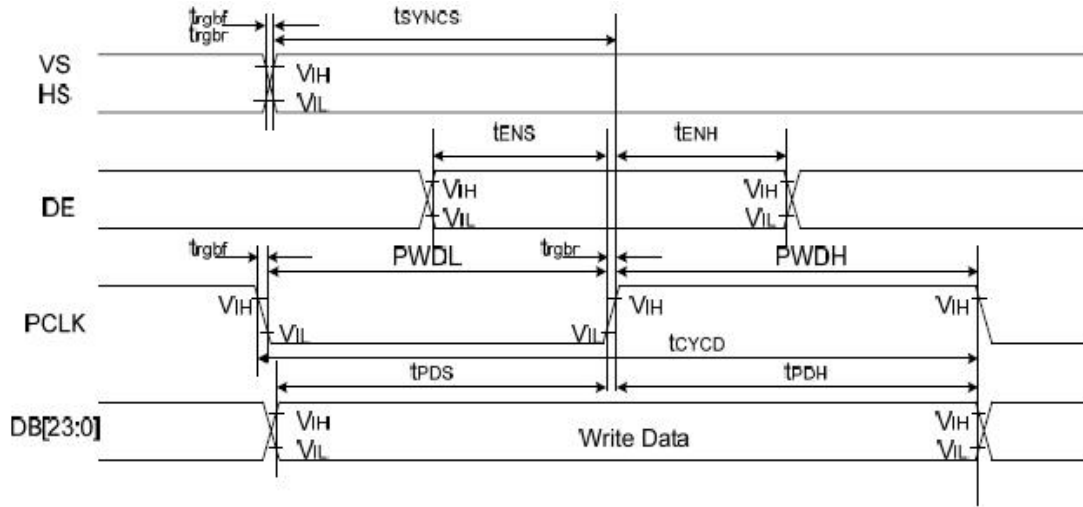 trgbf
trgbr
tSYNCS
VS
HS
VIH
VIL
tENS
tENH
DE
VIH
VIL
VIH
VIL
trgbf
PWDL
trgbr
PWDH
PCLK
VIH
VIL
VIL
VIH
VIH
tCYCD
tPDS
tPDH
DB[23:0]
VIH
VIL
Write Data
VIH
VIL